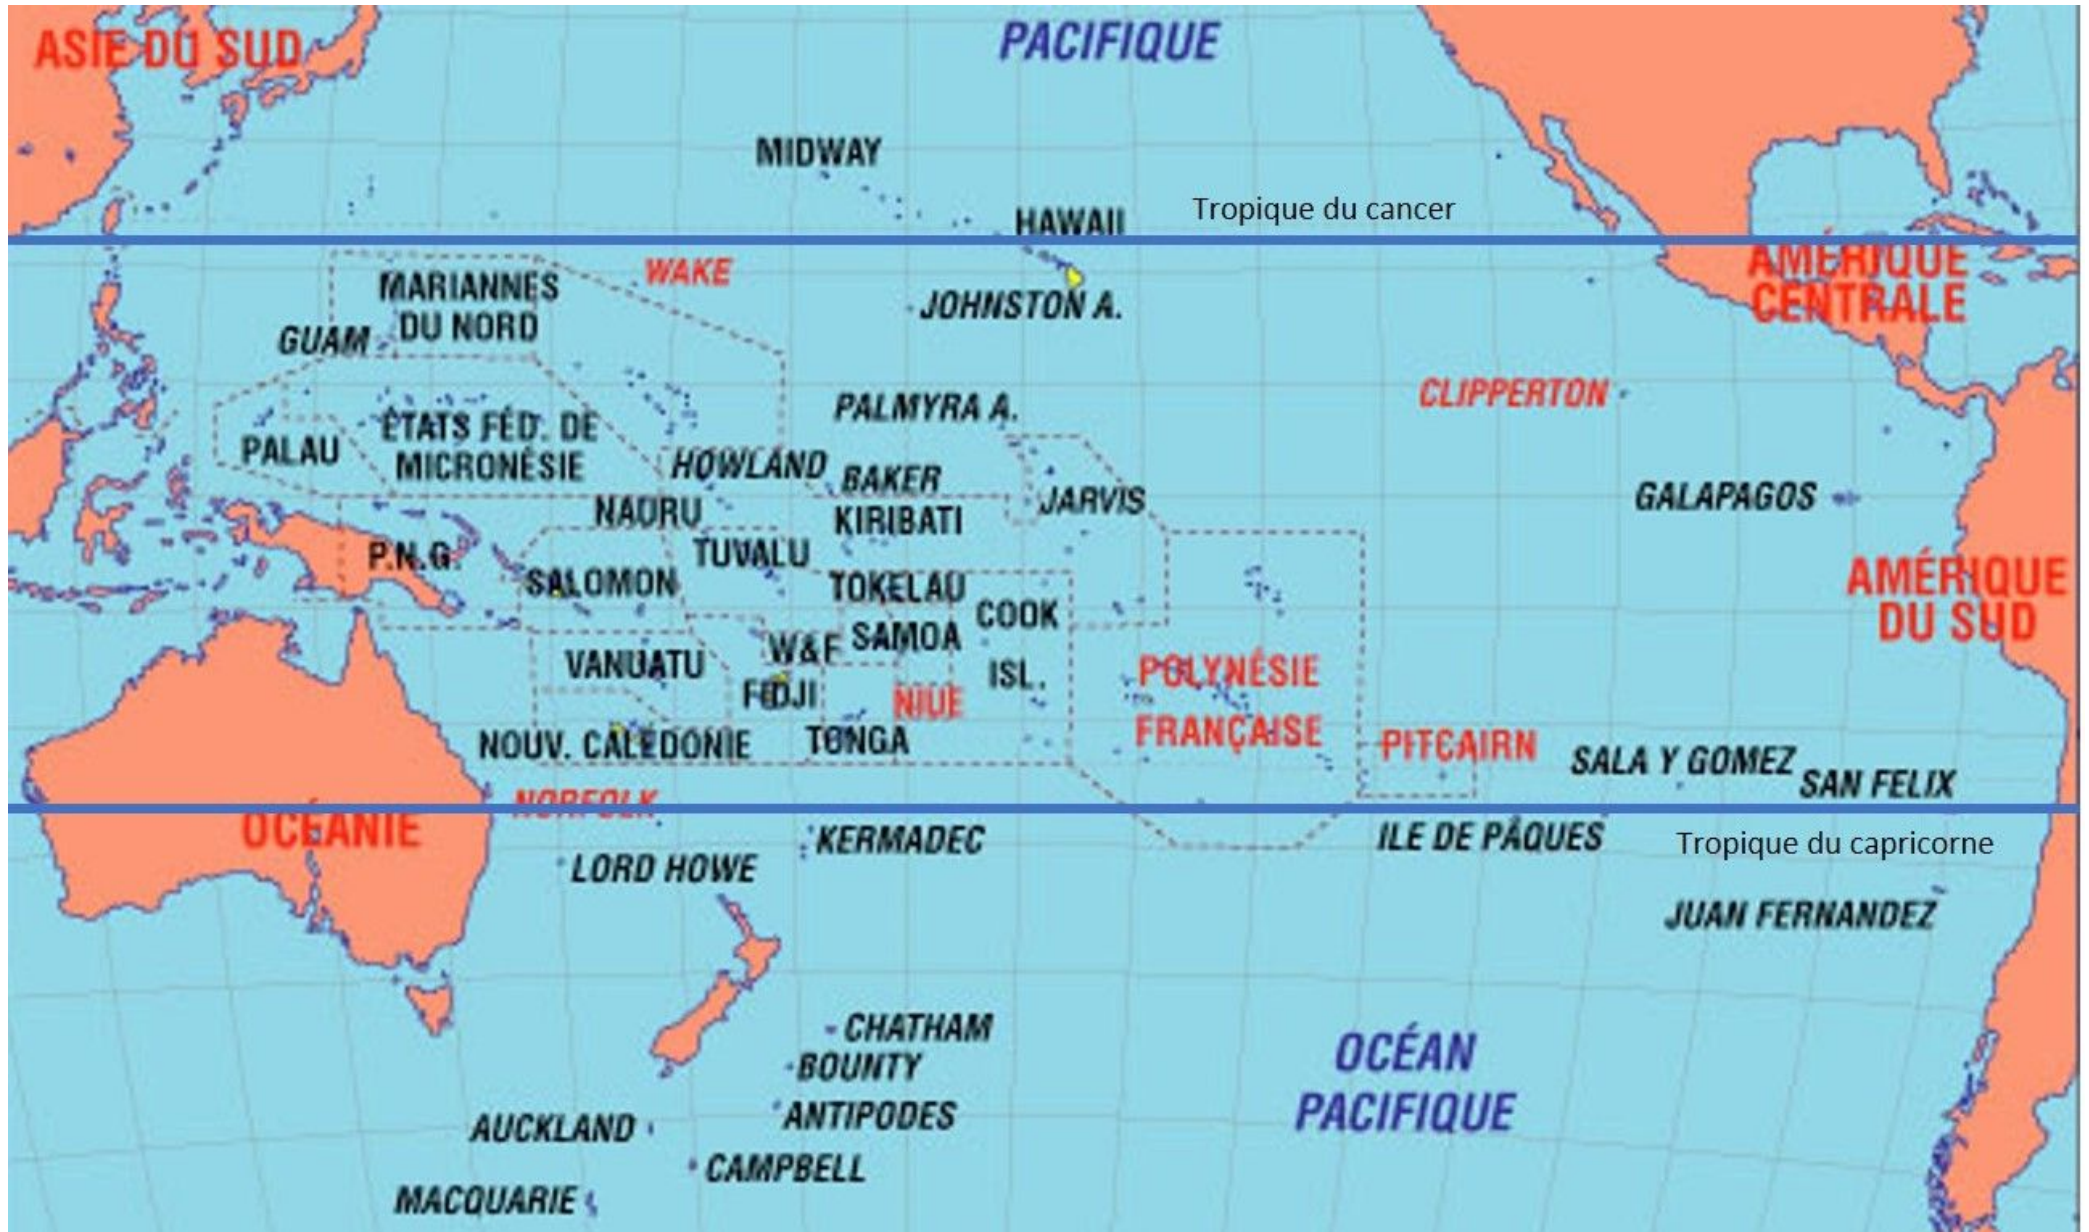 ASIE DU SUD
PACIFIQUE
MIDWAY
Tropique du cancer
HAWAII
AMÉRIQUE
CENTRALE
WAKE
MARIANNES
DU NORD
GUAM
JOHNSTON A.
CLIPPERTON
PALMYRA A.
ÉTATS FÉD. DE
MICRONÉSIE
PALAU
HOWLAND
BAKER
JARVIS
GALAPAGOS
NAURU
KIRIBATI
P.N.G.
TUVALU
SALOMON
TOKELAU
COOK
ISL.
AMÉRIQUE
DU SUD
SAMOA
W&F
VANUATU
FIDJI
NIUE
POLYNÉSIE
FRANÇAISE
NOUV. CALÉDONIE
TONGA
PITCAIRN
SALA Y GOMEZ
SAN FELIX
NORFOLK
OCÉANIE
KERMADEC
ILE DE PÂQUES
Tropique du capricorne
LORD HOWE
JUAN FERNANDEZ
CHATHAM
BOUNTY
OCÉAN
PACIFIQUE
ANTIPODES
AUCKLAND
CAMPBELL
MACQUARIE